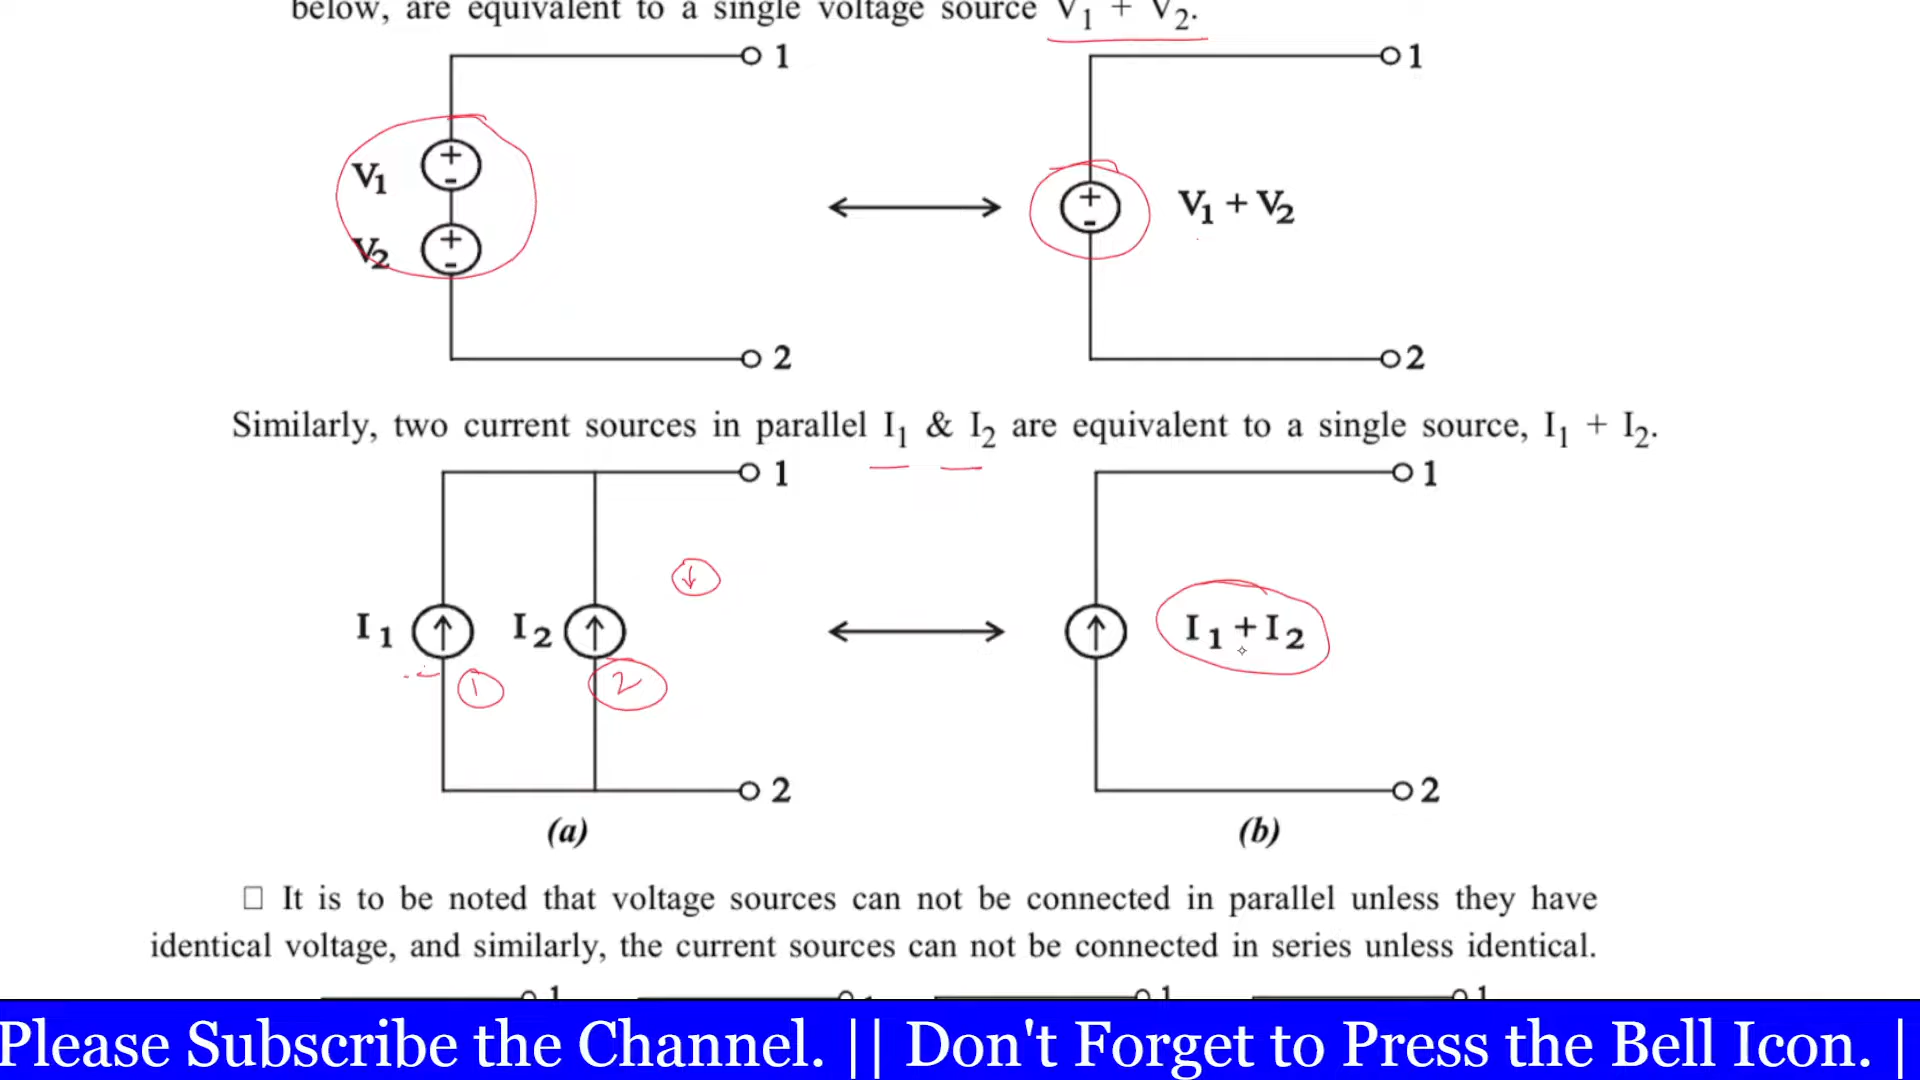 below, are equivalent to a single voltage source V₁ + V₂.
1
1
V₁
+
-
V₂
+
-
+
-
V₁ + V₂
2
2
Similarly, two current sources in parallel I₁ & I₂ are equivalent to a single source, I₁ + I₂.
1
1
I₁
I₂
I₁ + I₂
1
2
2
2
(a)
(b)
□ It is to be noted that voltage sources can not be connected in parallel unless they have
identical voltage, and similarly, the current sources can not be connected in series unless identical.
1
1
1
Please Subscribe the Channel. || Don't Forget to Press the Bell Icon. |